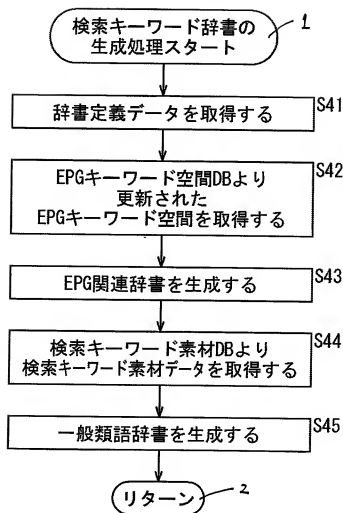 検索キーワード辞書の
生成処理スタート
1
辞書定義データを取得する
S41
EPGキーワード空間DBより
更新された
EPGキーワード空間を取得する
S42
EPG関連辞書を生成する
S43
検索キーワード素材DBより
検索キーワード素材データを取得する
S44
一般類語辞書を生成する
S45
リターン
2